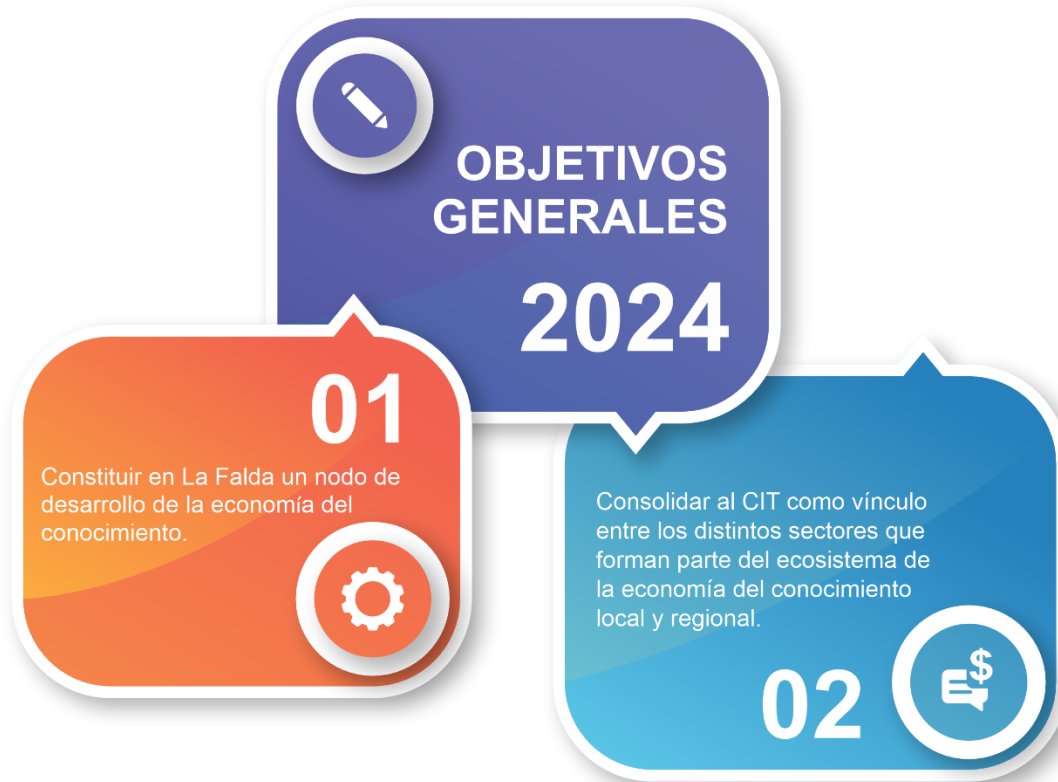 OBJETIVOS
GENERALES
2024
01
Constituir en La Falda un nodo de
desarrollo de la economía del
conocimiento.
Consolidar al CIT como vínculo
entre los distintos sectores que
forman parte del ecosistema de
la economía del conocimiento
local y regional.
02
$